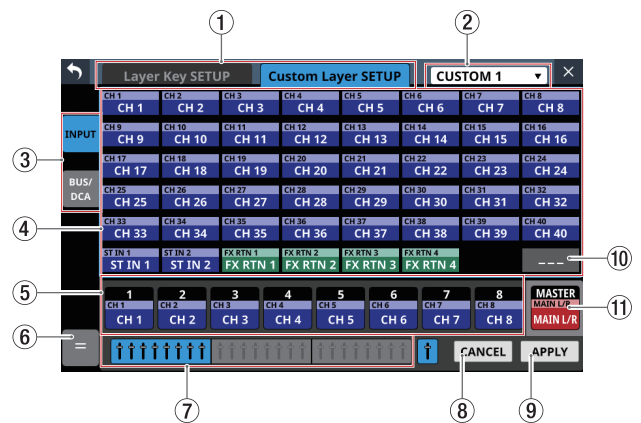 ① ②
Layer Key SETUP Custom Layer SETUP CUSTOM 1 ▼ ×
CH 1 CH 2 CH 3 CH 4 CH 5 CH 6 CH 7 CH 8
CH 1 CH 2 CH 3 CH 4 CH 5 CH 6 CH 7 CH 8
INPUT
CH 9 CH 10 CH 11 CH 12 CH 13 CH 14 CH 15 CH 16
CH 9 CH 10 CH 11 CH 12 CH 13 CH 14 CH 15 CH 16
③
CH 17 CH 18 CH 19 CH 20 CH 21 CH 22 CH 23 CH 24
CH 17 CH 18 CH 19 CH 20 CH 21 CH 22 CH 23 CH 24
BUS/
DCA
CH 25 CH 26 CH 27 CH 28 CH 29 CH 30 CH 31 CH 32
CH 25 CH 26 CH 27 CH 28 CH 29 CH 30 CH 31 CH 32
④
CH 33 CH 34 CH 35 CH 36 CH 37 CH 38 CH 39 CH 40
CH 33 CH 34 CH 35 CH 36 CH 37 CH 38 CH 39 CH 40
ST IN 1 ST IN 2 FX RTN 1 FX RTN 2 FX RTN 3 FX RTN 4
ST IN 1 ST IN 2 FX RTN 1 FX RTN 2 FX RTN 3 FX RTN 4 --- ⑩
⑤ 1 2 3 4 5 6 7 8 MASTER
CH 1 CH 2 CH 3 CH 4 CH 5 CH 6 CH 7 CH 8 MAIN L/R ⑪
CH 1 CH 2 CH 3 CH 4 CH 5 CH 6 CH 7 CH 8 MAIN L/R
⑥ = CANCEL APPLY
⑦ ⑧ ⑨